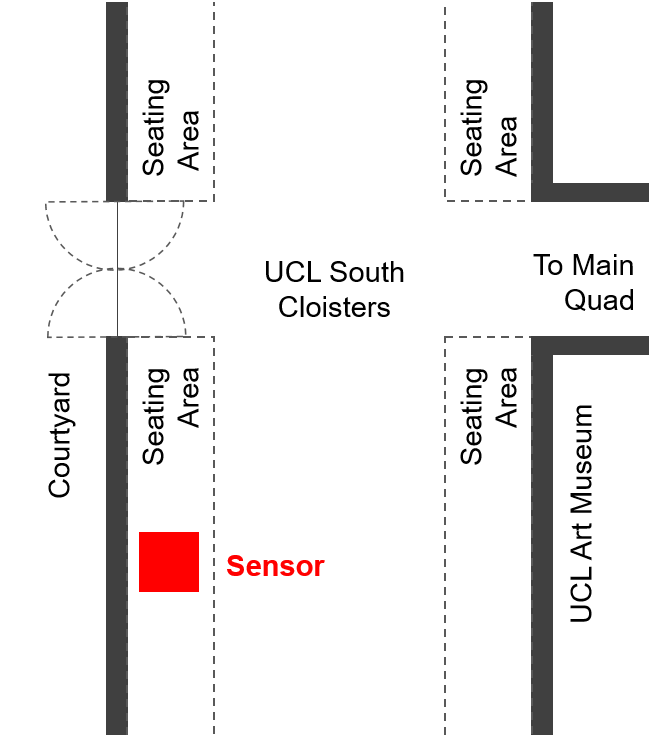 Seating
Area
Seating
Area
UCL South
Cloisters
To Main
Quad
Courtyard
Seating
Area
Seating
Area
UCL Art Museum
Sensor